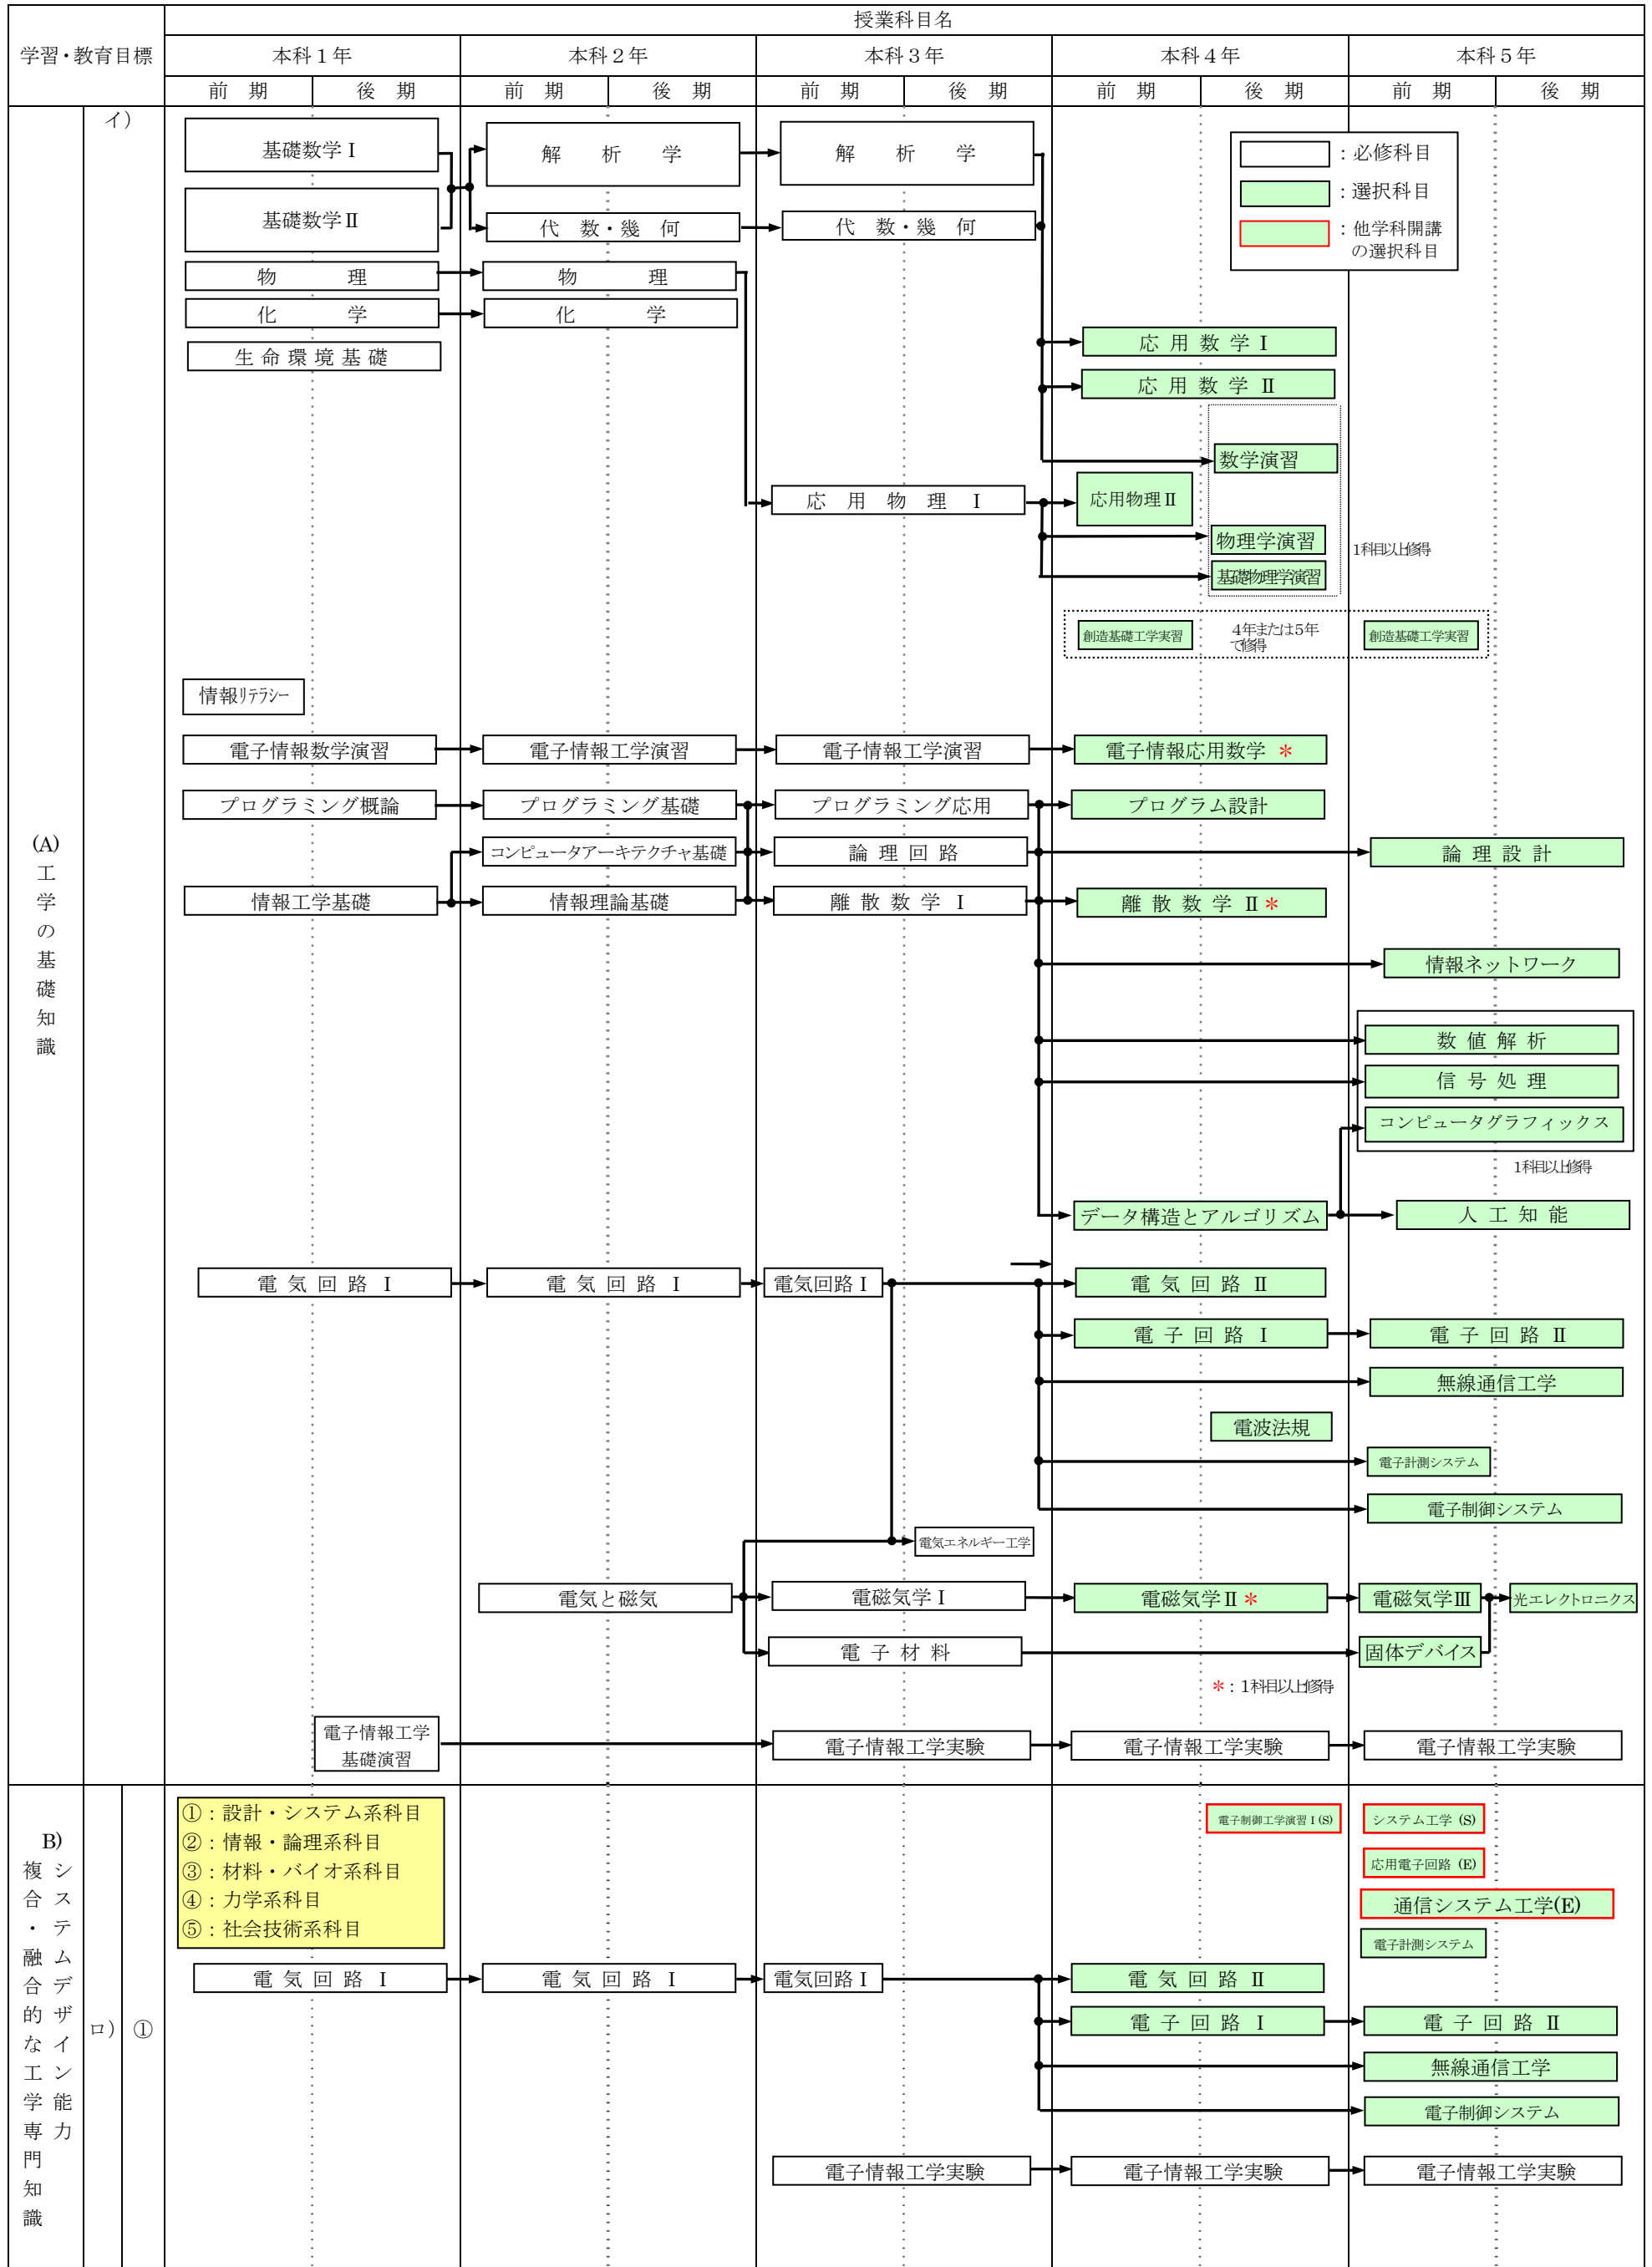 授業科目名
学習・教育目標
本科１年
本科２年
本科３年
本科４年
本科５年
前 期
後 期
前 期
後 期
前 期
後 期
前 期
後 期
前 期
後 期
(A)
工学の基礎知識
イ）
基礎数学Ⅰ
解 析 学
解 析 学
：必修科目
：選択科目
：他学科開講
の選択科目
基礎数学Ⅱ
代 数・幾 何
代 数・幾 何
物 理
物 理
化 学
化 学
生命環境基礎
応用数学Ⅰ
応用数学Ⅱ
数学演習
応用物理Ⅰ
応用物理Ⅱ
物理学演習
1科目以上修得
基礎物理学演習
創造基礎工学実習
4年または5年
で修得
創造基礎工学実習
情報ﾘﾃﾗｼｰ
電子情報数学演習
電子情報工学演習
電子情報工学演習
電子情報応用数学 ＊
プログラミング概論
プログラミング基礎
プログラミング応用
プログラム設計
コンピュータアーキテクチャ基礎
論理回路
論理設計
情報工学基礎
情報理論基礎
離散数学Ⅰ
離散数学Ⅱ＊
情報ネットワーク
数値解析
信号処理
コンピュータグラフィックス
1科目以上修得
データ構造とアルゴリズム
人工知能
電気回路Ⅰ
電気回路Ⅰ
電気回路Ⅰ
電気回路Ⅱ
電子回路Ⅰ
電子回路Ⅱ
無線通信工学
電波法規
電子計測システム
電子制御システム
電気エネルギー工学
電気と磁気
電磁気学Ⅰ
電磁気学Ⅱ＊
電磁気学Ⅲ
光エレクトロニクス
電子材料
固体デバイス
＊：1科目以上修得
電子情報工学
基礎演習
電子情報工学実験
電子情報工学実験
電子情報工学実験
B)
システムデザイン能力
複合・融合的な工学専門知識
ロ）
①
①：設計・システム系科目
②：情報・論理系科目
③：材料・バイオ系科目
④：力学系科目
⑤：社会技術系科目
電子制御工学演習Ⅰ(S)
システム工学 (S)
応用電子回路 (E)
通信システム工学(E)
電子計測システム
電気回路Ⅰ
電気回路Ⅰ
電気回路Ⅰ
電気回路Ⅱ
電子回路Ⅰ
電子回路Ⅱ
無線通信工学
電子制御システム
電子情報工学実験
電子情報工学実験
電子情報工学実験